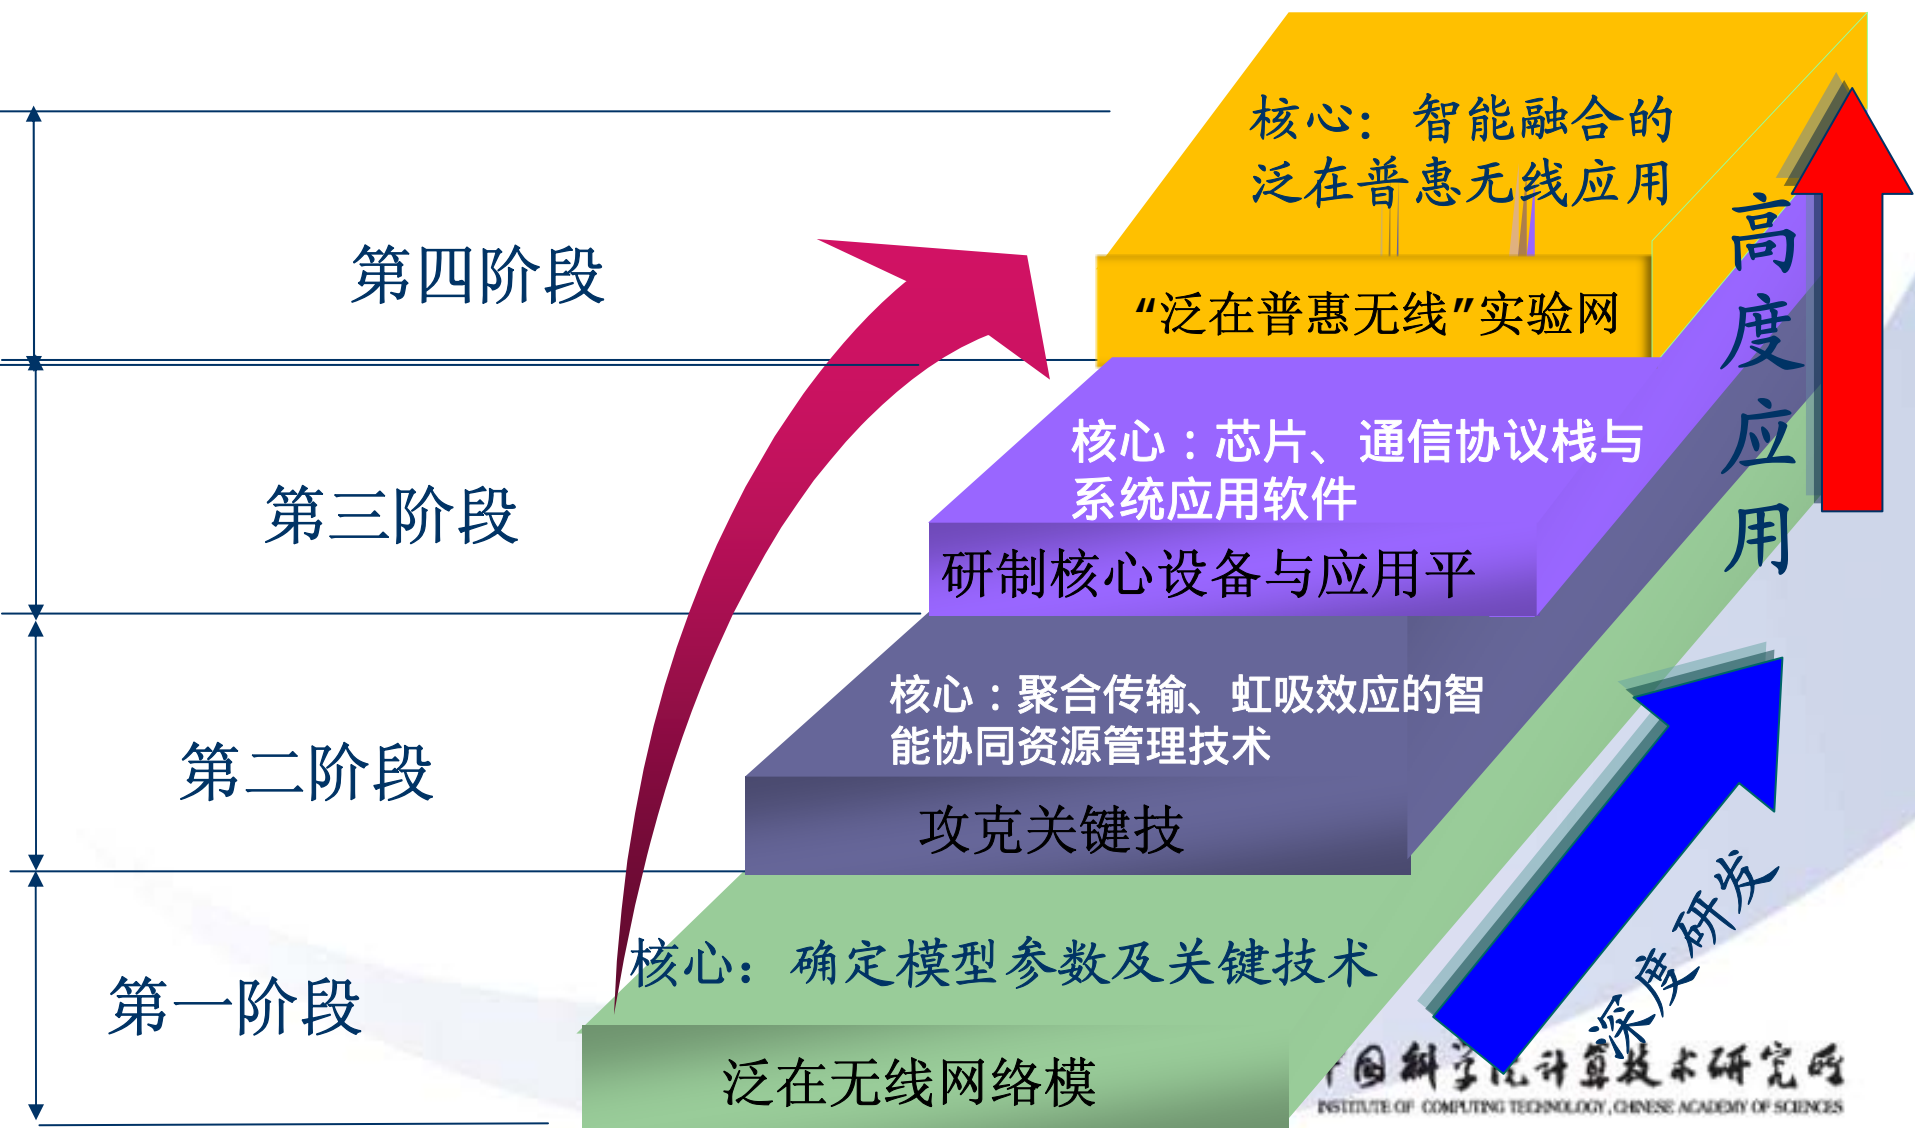 核心：智能融合的
泛在普惠无线应用
第四阶段
“泛在普惠无线”实验网
高度应用
核心：芯片、通信协议栈与
系统应用软件
第三阶段
研制核心设备与应用平
核心：聚合传输、虹吸效应的智
能协同资源管理技术
第二阶段
攻克关键技
深度研发
核心：确定模型参数及关键技术
第一阶段
泛在无线网络模
国科学院计算技术研究所
INSTITUTE OF COMPUTING TECHNOLOGY, CHINESE ACADEMY OF SCIENCES